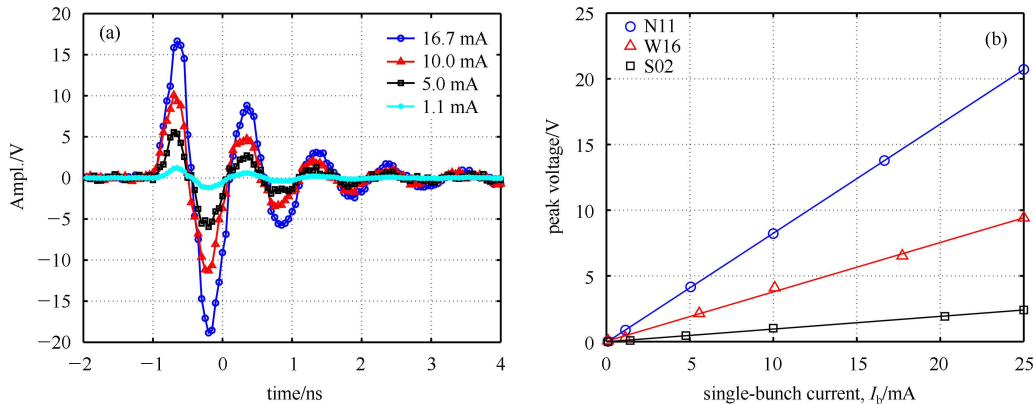 (a)
16.7 mA
10.0 mA
5.0 mA
1.1 mA
Ampl./V
20
15
10
5
0
−5
−10
−15
−20
−2
−1
0
1
2
3
4
time/ns
(b)
N11
W16
S02
peak voltage/V
25
20
15
10
5
0
0
5
10
15
20
25
single-bunch current, I_b/mA